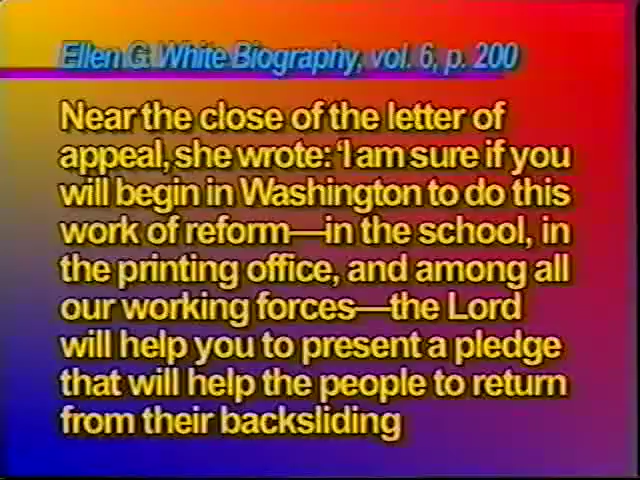 Ellen G. White Biography, vol. 6, p. 200
Near the close of the letter of
appeal, she wrote: 'I am sure if you
will begin in Washington to do this
work of reform—in the school, in
the printing office, and among all
our working forces—the Lord
will help you to present a pledge
that will help the people to return
from their backsliding